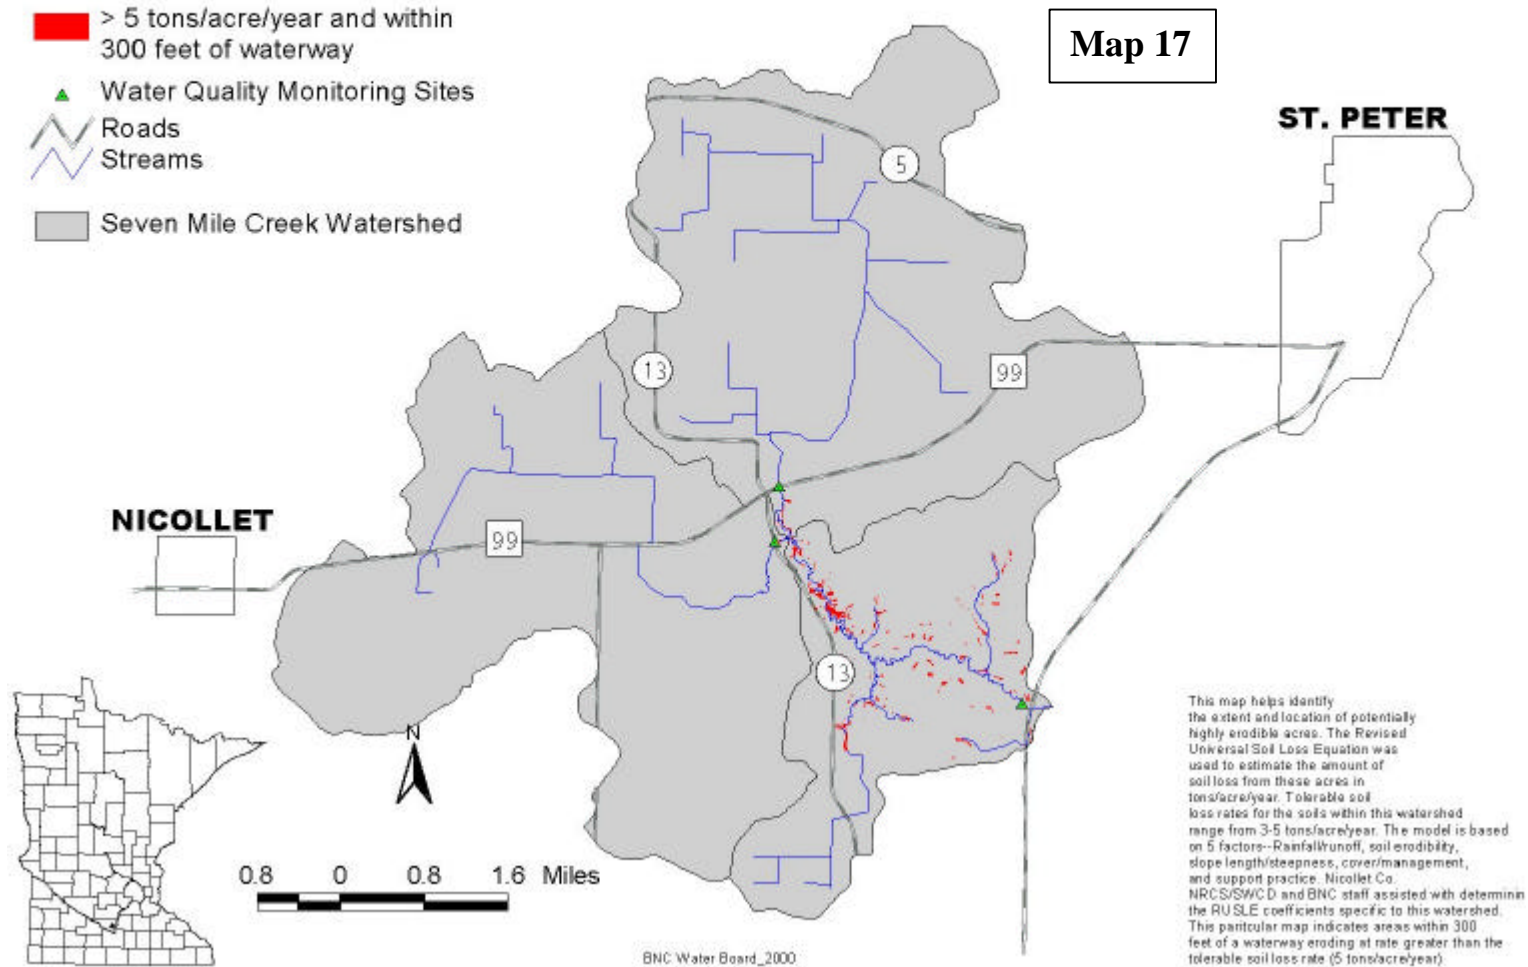 > 5 tons/acre/year and within
300 feet of waterway
Water Quality Monitoring Sites
Roads
Streams
Seven Mile Creek Watershed
Map 17
ST. PETER
5
13
99
NICOLLET
99
13
N
0.8 0 0.8 1.6 Miles
BNC Water Board_2000
This map helps identify
the extent and location of potentially
highly erodible acres. The Revised
Universal Soil Loss Equation was
used to estimate the amount of
soil loss from these acres in
tons/acre/year. Tolerable soil
loss rates for the soils within this watershed
range from 3-5 tons/acre/year. The model is based
on 5 factors--Rainfall/runoff, soil erodibility,
slope length/steepness, cover/management,
and support practice. Nicollet Co.
NRCS/SWCD and BNC staff assisted with determinin
the RUSLE coefficients specific to this watershed.
This paritcular map indicates areas within 300
feet of a waterway eroding at rate greater than the
tolerable soil loss rate (5 tons/acre/year)